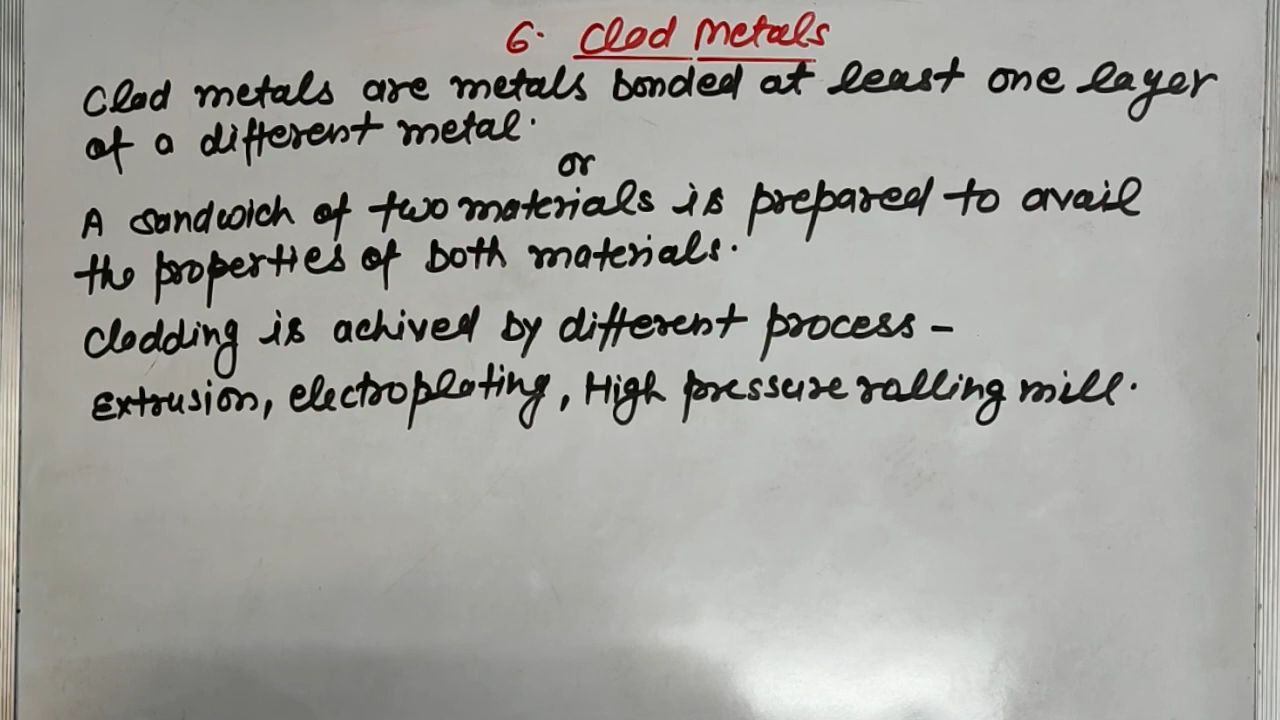 6. Clad Metals
Clad metals are metals bonded at least one layer
of a different metal.
or
A sandwich of two materials is prepared to avail
the properties of both materials.
Cladding is achived by different process -
Extrusion, electroplating, High pressure ralling mill.